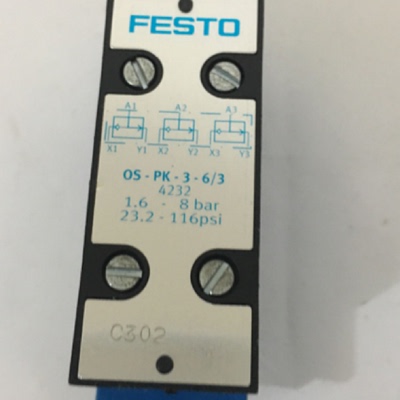 FESTO
A1 A2 A3
X1 Y1 X2 Y2 X3 Y3
OS - PK - 3 - 6/3
4232
1.6 - 8 bar
23.2 - 116psi
C302